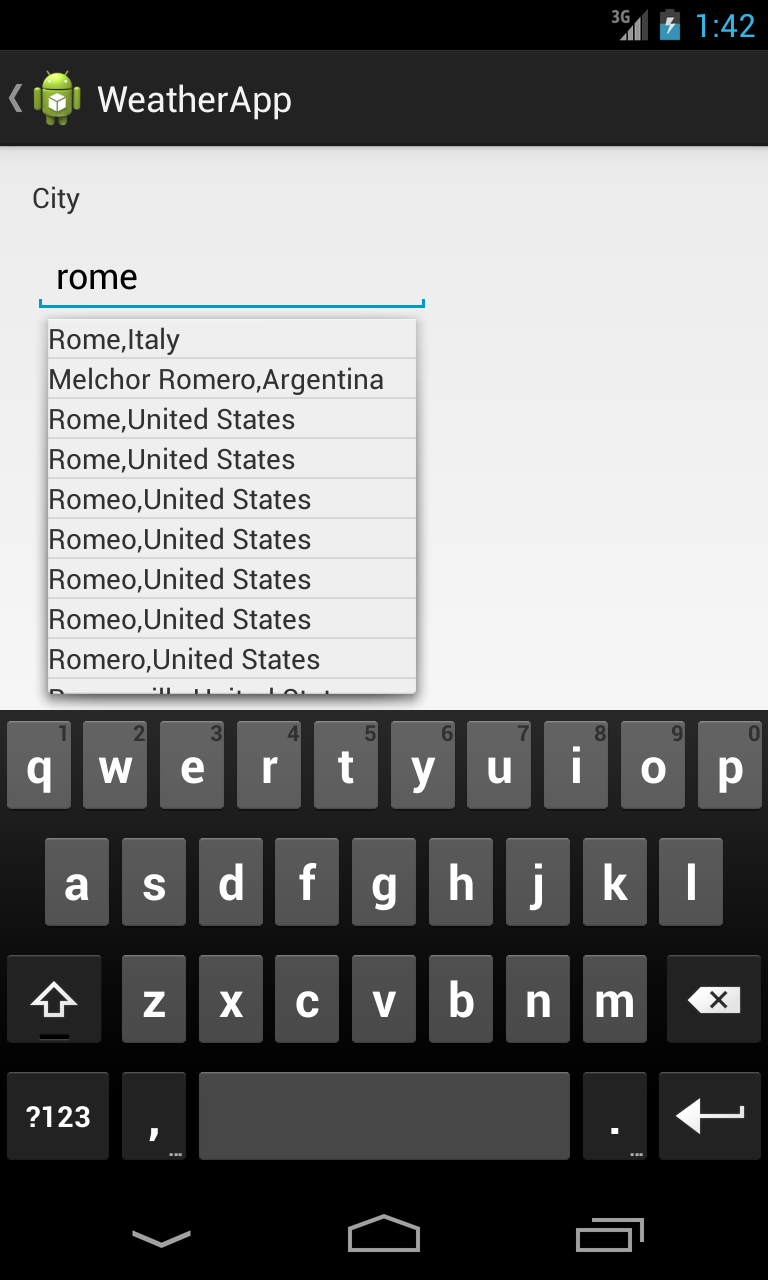 3G 1:42
WeatherApp
City
rome
Rome,Italy
Melchor Romero,Argentina
Rome,United States
Rome,United States
Romeo,United States
Romeo,United States
Romeo,United States
Romeo,United States
Romero,United States
1 2 3 4 5 6 7 8 9 0
q w e r t y u i o p
a s d f g h j k l
z x c v b n m
?123 , ... . ...